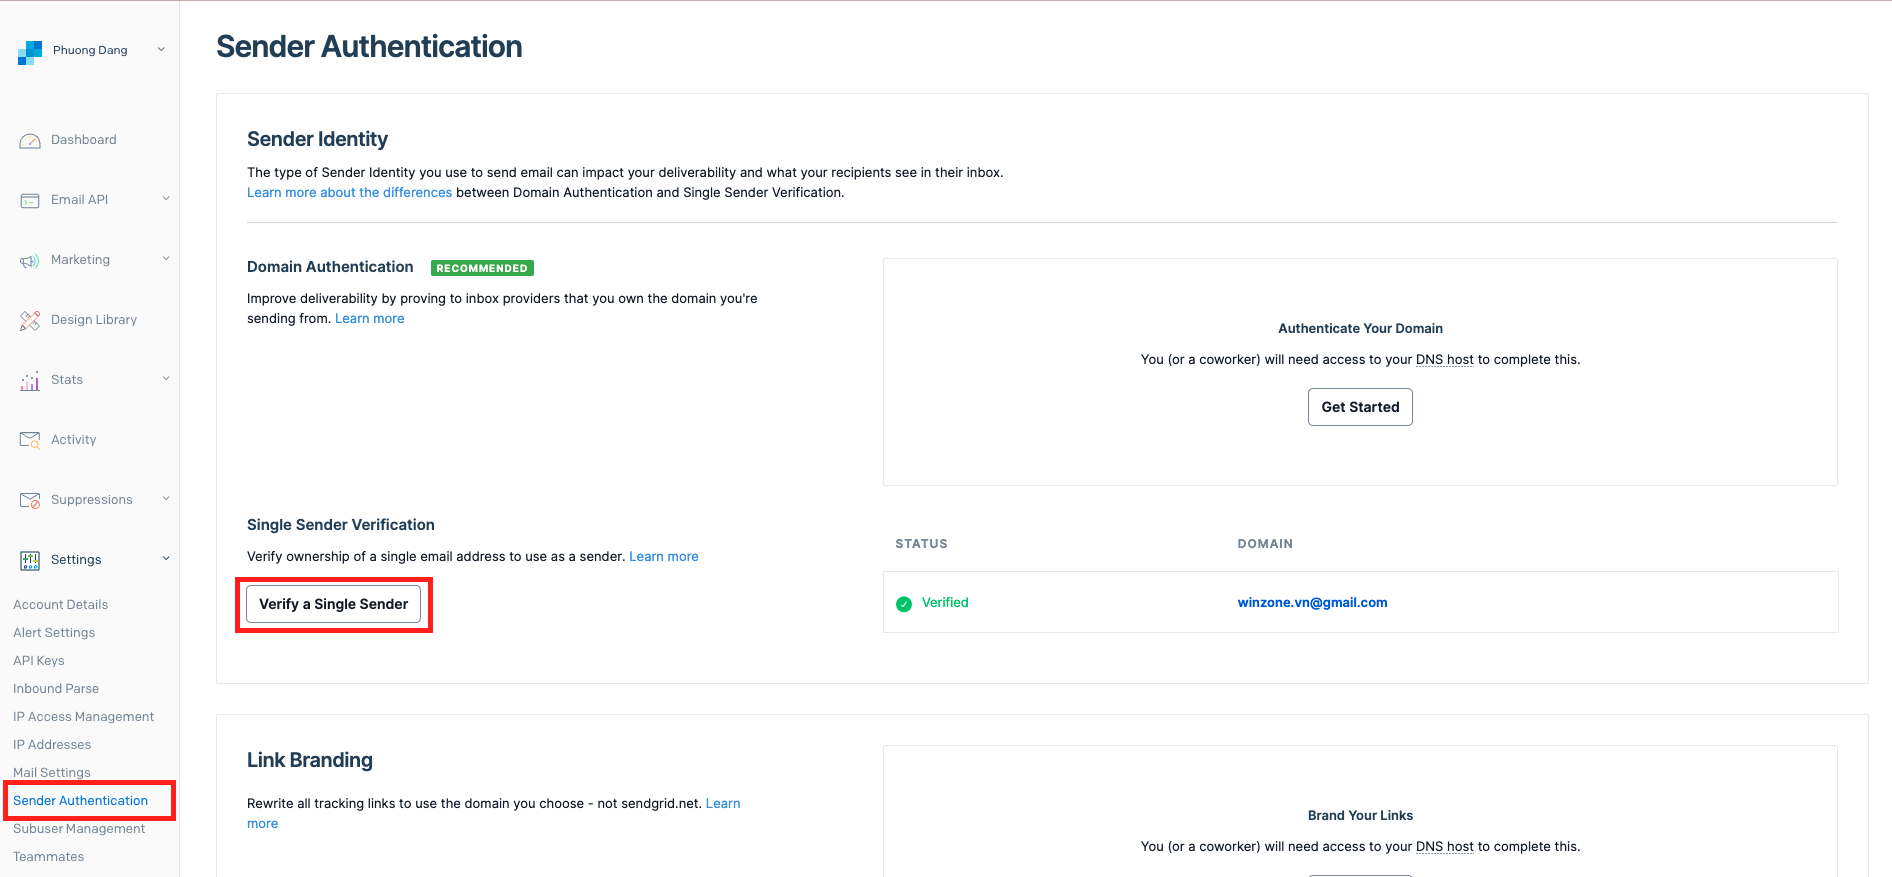 Phuong Dang
Dashboard
Email API
Marketing
Design Library
Stats
Activity
Suppressions
Settings
Account Details
Alert Settings
API Keys
Inbound Parse
IP Access Management
IP Addresses
Mail Settings
Sender Authentication
Subuser Management
Teammates
Sender Authentication
Sender Identity
The type of Sender Identity you use to send email can impact your deliverability and what your recipients see in their inbox.
Learn more about the differences between Domain Authentication and Single Sender Verification.
Domain Authentication RECOMMENDED
Improve deliverability by proving to inbox providers that you own the domain you're
sending from. Learn more
Authenticate Your Domain
You (or a coworker) will need access to your DNS host to complete this.
Get Started
Single Sender Verification
Verify ownership of a single email address to use as a sender. Learn more
Verify a Single Sender
STATUS DOMAIN
Verified winzone.vn@gmail.com
Link Branding
Rewrite all tracking links to use the domain you choose - not sendgrid.net. Learn
more
Brand Your Links
You (or a coworker) will need access to your DNS host to complete this.